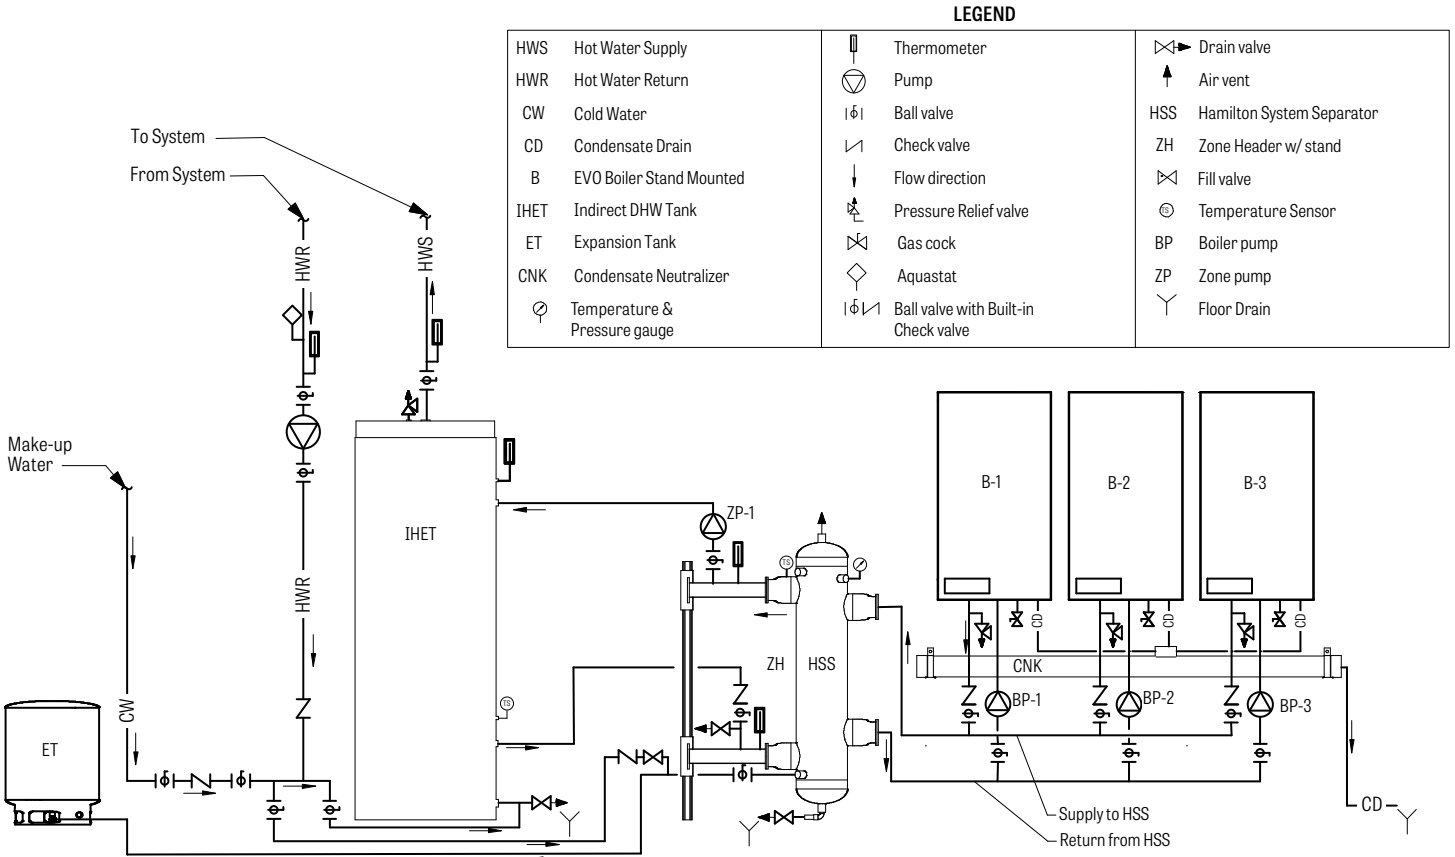 LEGEND
HWS Hot Water Supply
HWR Hot Water Return
CW Cold Water
CD Condensate Drain
B EVO Boiler Stand Mounted
IHET Indirect DHW Tank
ET Expansion Tank
CNK Condensate Neutralizer
Temperature &
Pressure gauge
Thermometer
Pump
Ball valve
Check valve
Flow direction
Pressure Relief valve
Gas cock
Aquastat
Ball valve with Built-in
Check valve
Drain valve
Air vent
HSS Hamilton System Separator
ZH Zone Header w/ stand
Fill valve
TS Temperature Sensor
BP Boiler pump
ZP Zone pump
Floor Drain
To System
From System
HWR
HWS
Make-up
Water
IHET
ZP-1
B-1
B-2
B-3
TS
HWR
CD
CD
CD
ZH
HSS
CNK
TS
BP-1
BP-2
BP-3
CW
ET
CD
Supply to HSS
Return from HSS